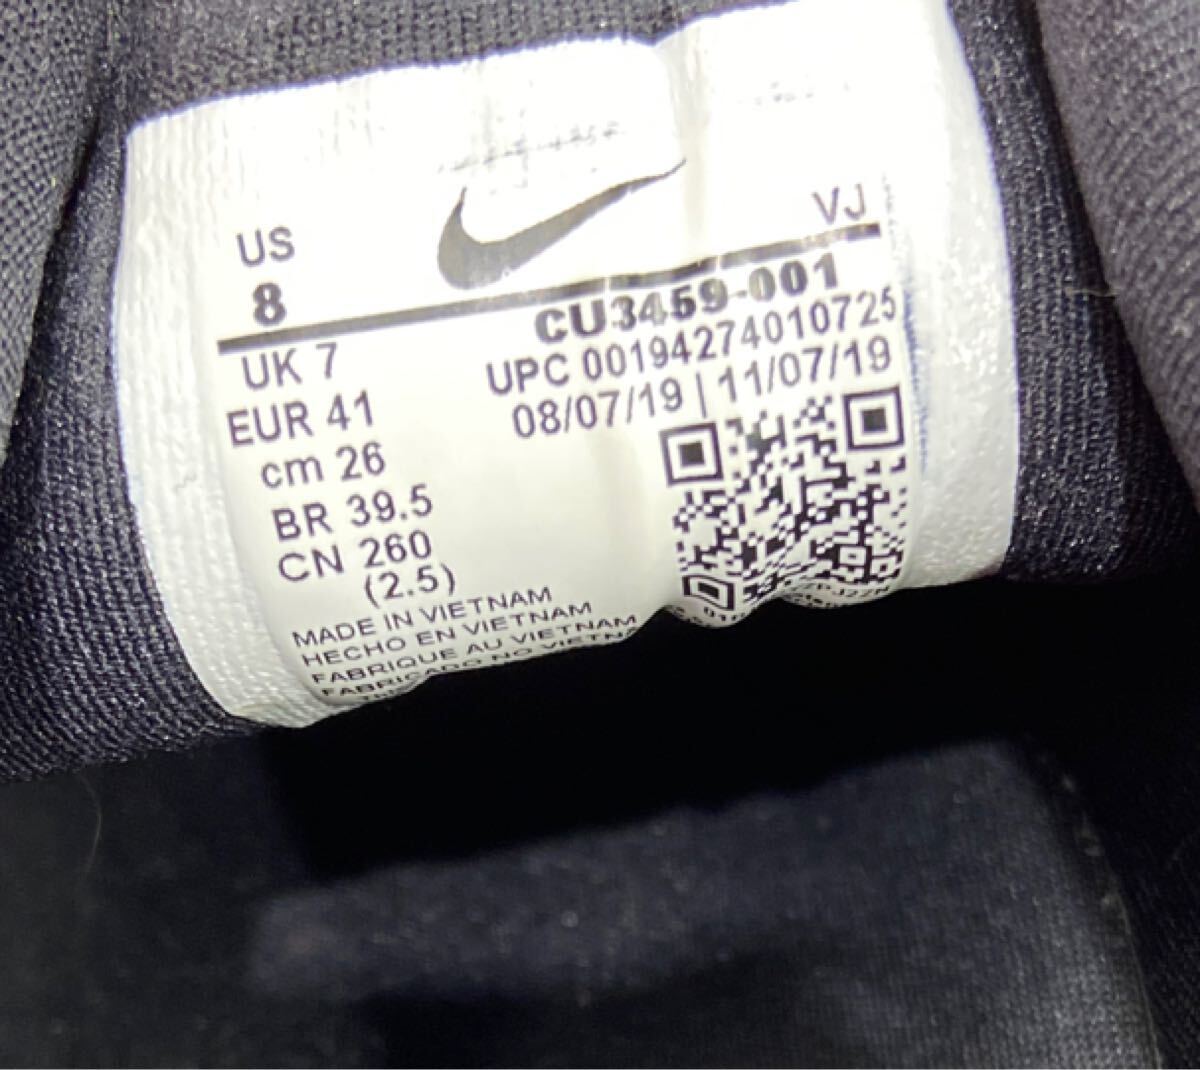 US
VJ
8
CU3459-001
UK 7
UPC 00194274010725
EUR 41
08/07/19 | 11/07/19
cm 26
BR 39.5
CN 260
(2.5)
MADE IN VIETNAM
HECHO EN VIETNAM
FABRIQUE AU VIETNAM
FABRICADO NO VIETNA